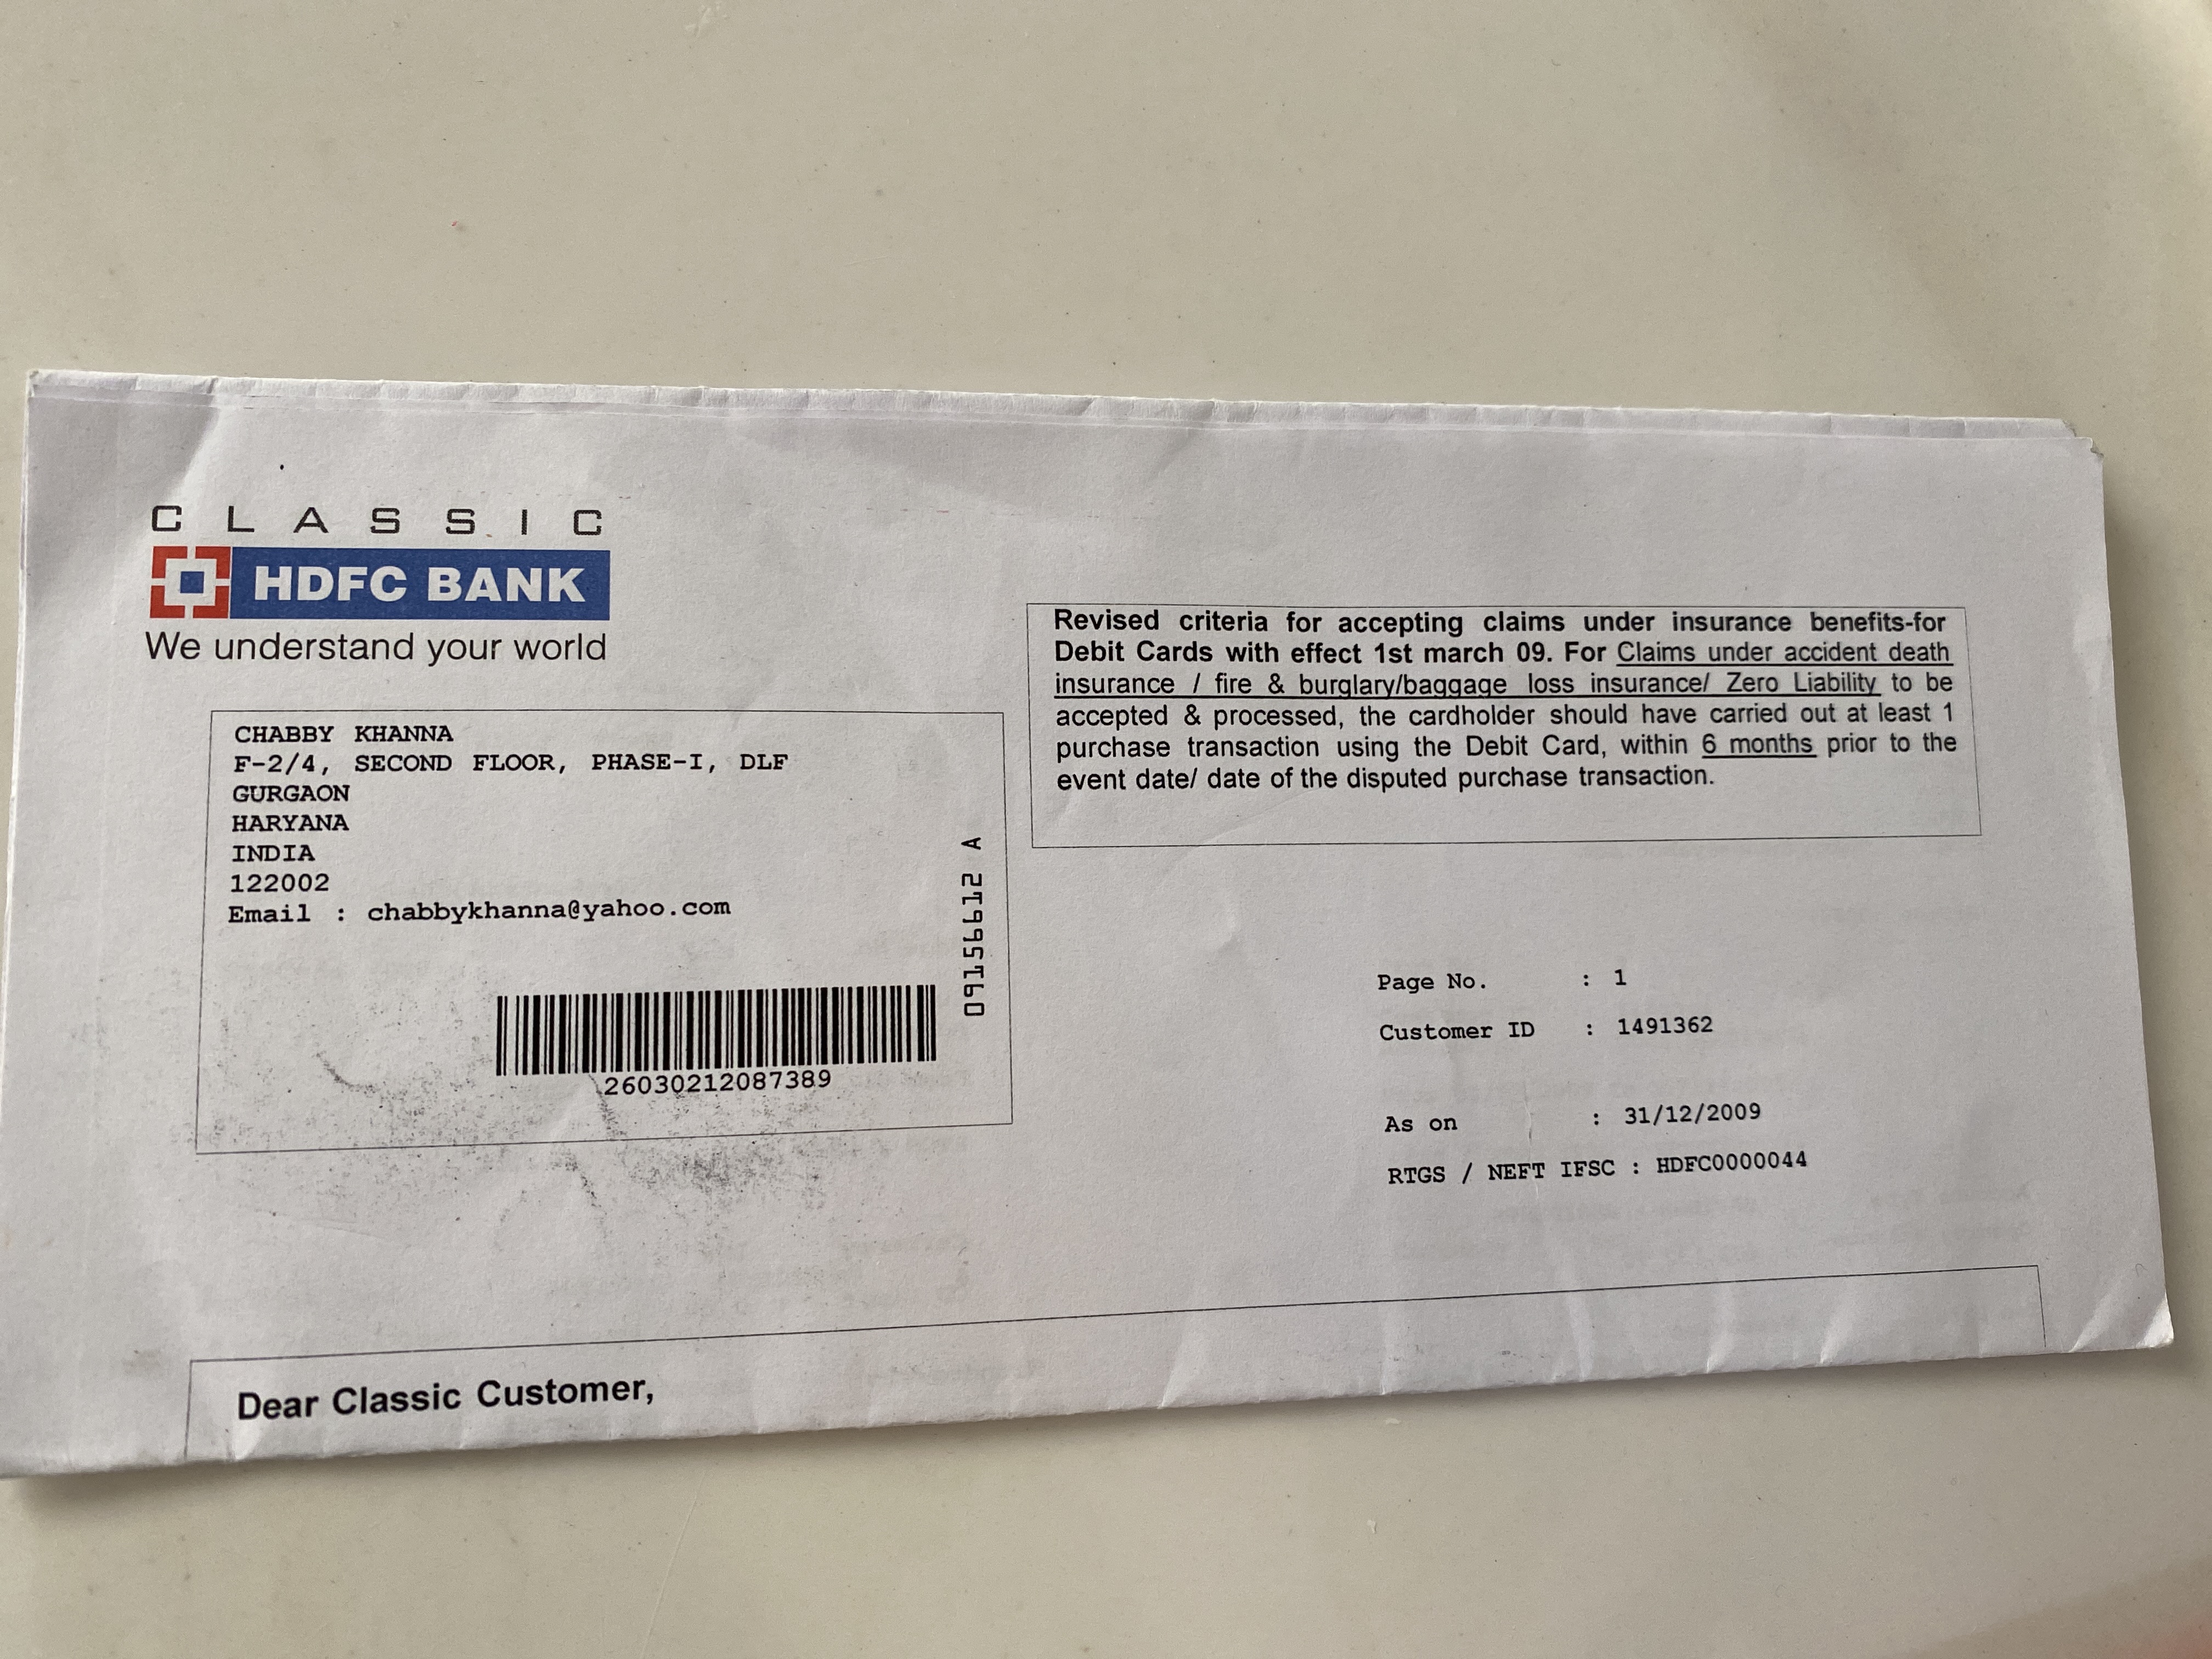 CLASSIC
HDFC BANK
We understand your world
CHABBY KHANNA
F-2/4, SECOND FLOOR, PHASE-I, DLF
GURGAON
HARYANA
INDIA
122002
Email : chabbykhanna@yahoo.com
2603021208738​9
09156612 A
Revised criteria for accepting claims under insurance benefits-for
Debit Cards with effect 1st march 09. For Claims under accident death
insurance / fire & burglary/baggage loss insurance/ Zero Liability to be
accepted & processed, the cardholder should have carried out at least 1
purchase transaction using the Debit Card, within 6 months prior to the
event date/ date of the disputed purchase transaction.
Page No. : 1
Customer ID : 1491362
As on : 31/12/2009
RTGS / NEFT IFSC : HDFC0000044
Dear Classic Customer,